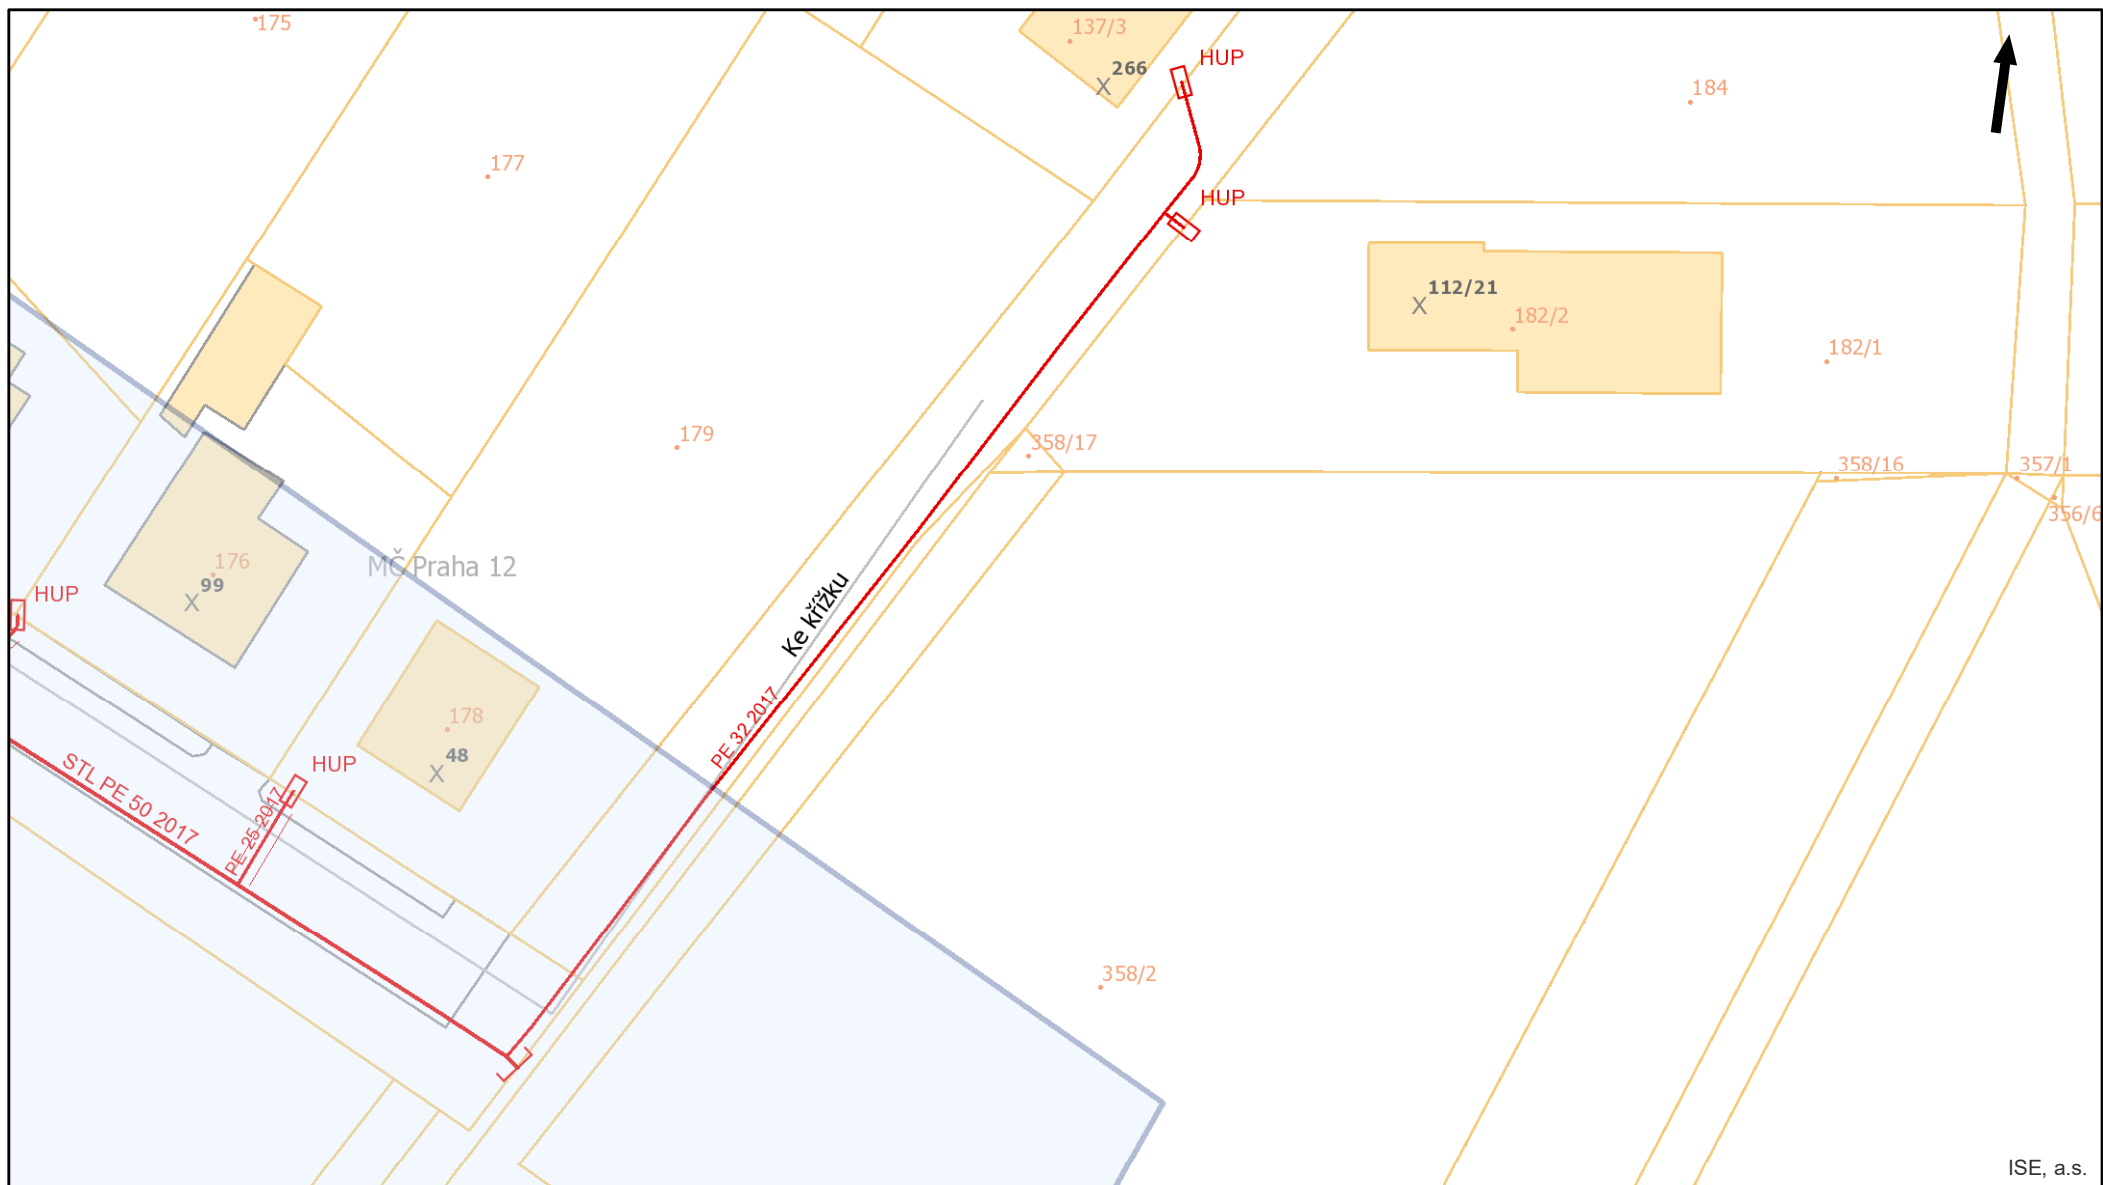 175
137/3
266
HUP
184
177
HUP
112/21
182/2
182/1
179
358/17
358/16
357/1
356/6
MČ Praha 12
176
99
HUP
Ke křížku
178
48
PE 32 2017
HUP
STL PE 50 2017
PE 25 2017
358/2
ISE, a.s.